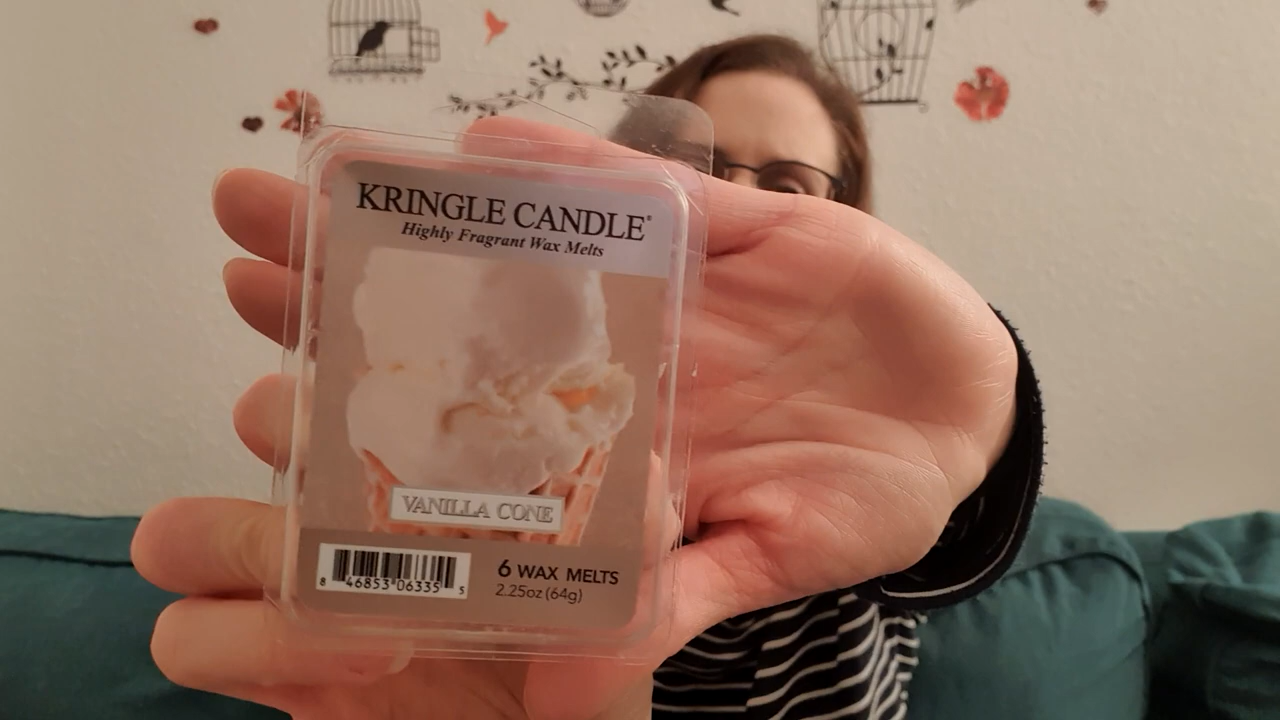 KRINGLE CANDLE®
Highly Fragrant Wax Melts
VANILLA CONE
8 46853 06335 5
6 WAX MELTS
2.25oz (64g)